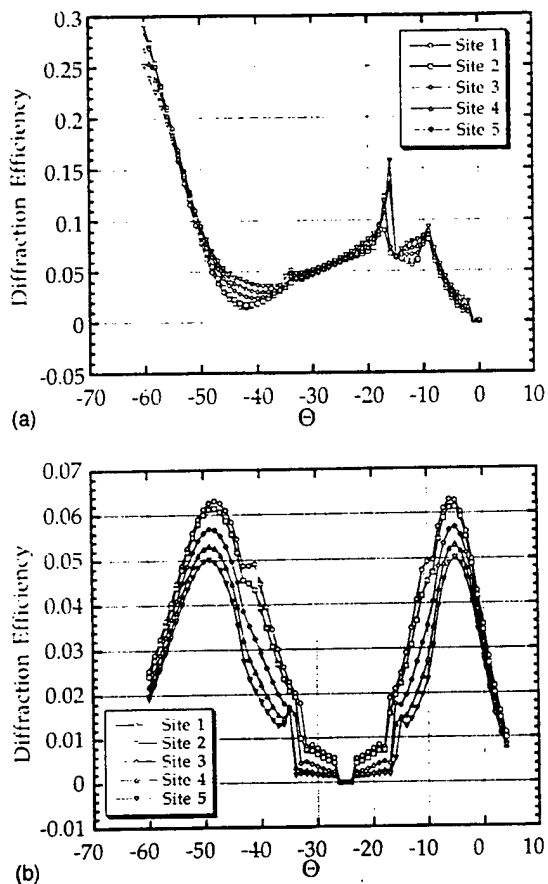 0.3
0.25
0.2
0.15
0.1
0.05
0
-0.05
Diffraction Efficiency
Site 1
Site 2
Site 3
Site 4
Site 5
-70 -60 -50 -40 -30 -20 -10 0 10
Θ
(a)
0.07
0.06
0.05
0.04
0.03
0.02
0.01
0
-0.01
Diffraction Efficiency
Site 1
Site 2
Site 3
Site 4
Site 5
-70 -60 -50 -40 -30 -20 -10 0 10
Θ
(b)